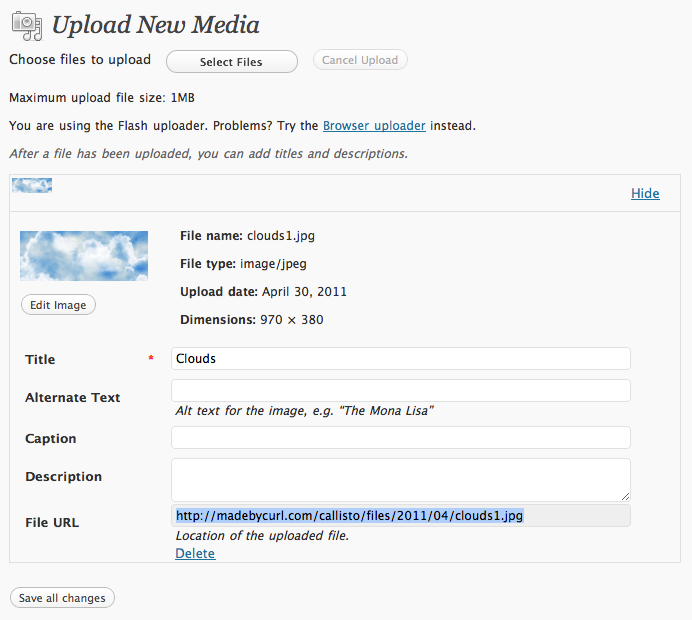 Upload New Media
Choose files to upload Select Files Cancel Upload
Maximum upload file size: 1MB
You are using the Flash uploader. Problems? Try the Browser uploader instead.
After a file has been uploaded, you can add titles and descriptions.
Hide
File name: clouds1.jpg
File type: image/jpeg
Upload date: April 30, 2011
Edit Image
Dimensions: 970 × 380
Title * Clouds
Alternate Text
Alt text for the image, e.g. “The Mona Lisa”
Caption
Description
File URL http://madebycurl.com/callisto/files/2011/04/clouds1.jpg
Location of the uploaded file.
Delete
Save all changes